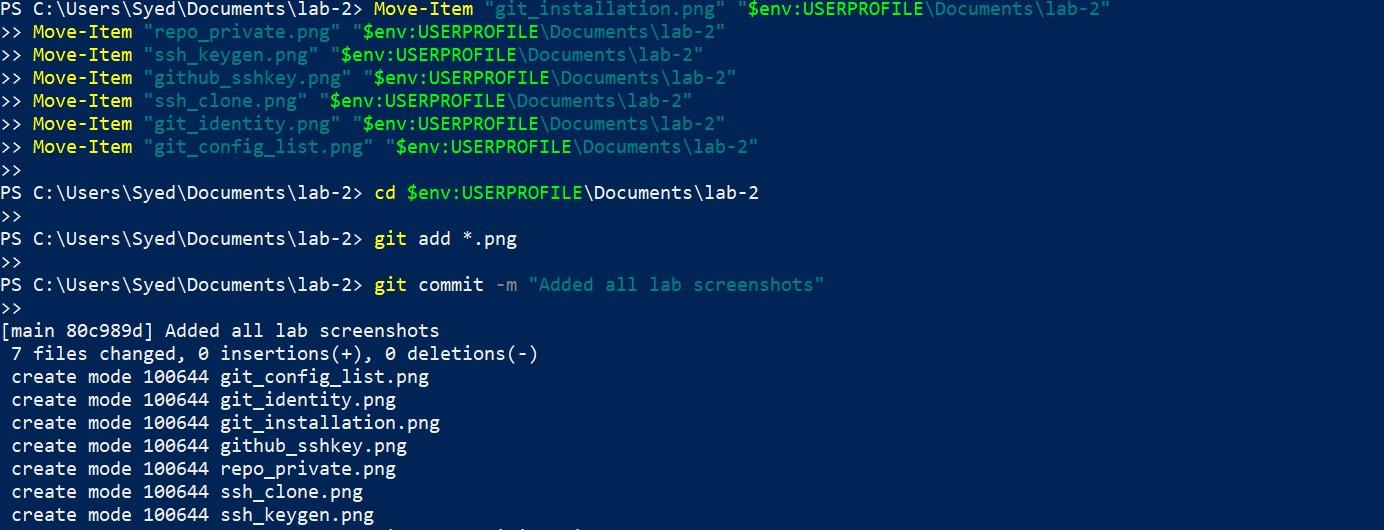 PS C:\Users\Syed\Documents\lab-2> Move-Item "git_installation.png" "$env:USERPROFILE\Documents\lab-2"
>> Move-Item "repo_private.png" "$env:USERPROFILE\Documents\lab-2"
>> Move-Item "ssh_keygen.png" "$env:USERPROFILE\Documents\lab-2"
>> Move-Item "github_sshkey.png" "$env:USERPROFILE\Documents\lab-2"
>> Move-Item "ssh_clone.png" "$env:USERPROFILE\Documents\lab-2"
>> Move-Item "git_identity.png" "$env:USERPROFILE\Documents\lab-2"
>> Move-Item "git_config_list.png" "$env:USERPROFILE\Documents\lab-2"
>>
PS C:\Users\Syed\Documents\lab-2> cd $env:USERPROFILE\Documents\lab-2
>>
PS C:\Users\Syed\Documents\lab-2> git add *.png
>>
PS C:\Users\Syed\Documents\lab-2> git commit -m "Added all lab screenshots"
>>
[main 80c989d] Added all lab screenshots
 7 files changed, 0 insertions(+), 0 deletions(-)
 create mode 100644 git_config_list.png
 create mode 100644 git_identity.png
 create mode 100644 git_installation.png
 create mode 100644 github_sshkey.png
 create mode 100644 repo_private.png
 create mode 100644 ssh_clone.png
 create mode 100644 ssh_keygen.png